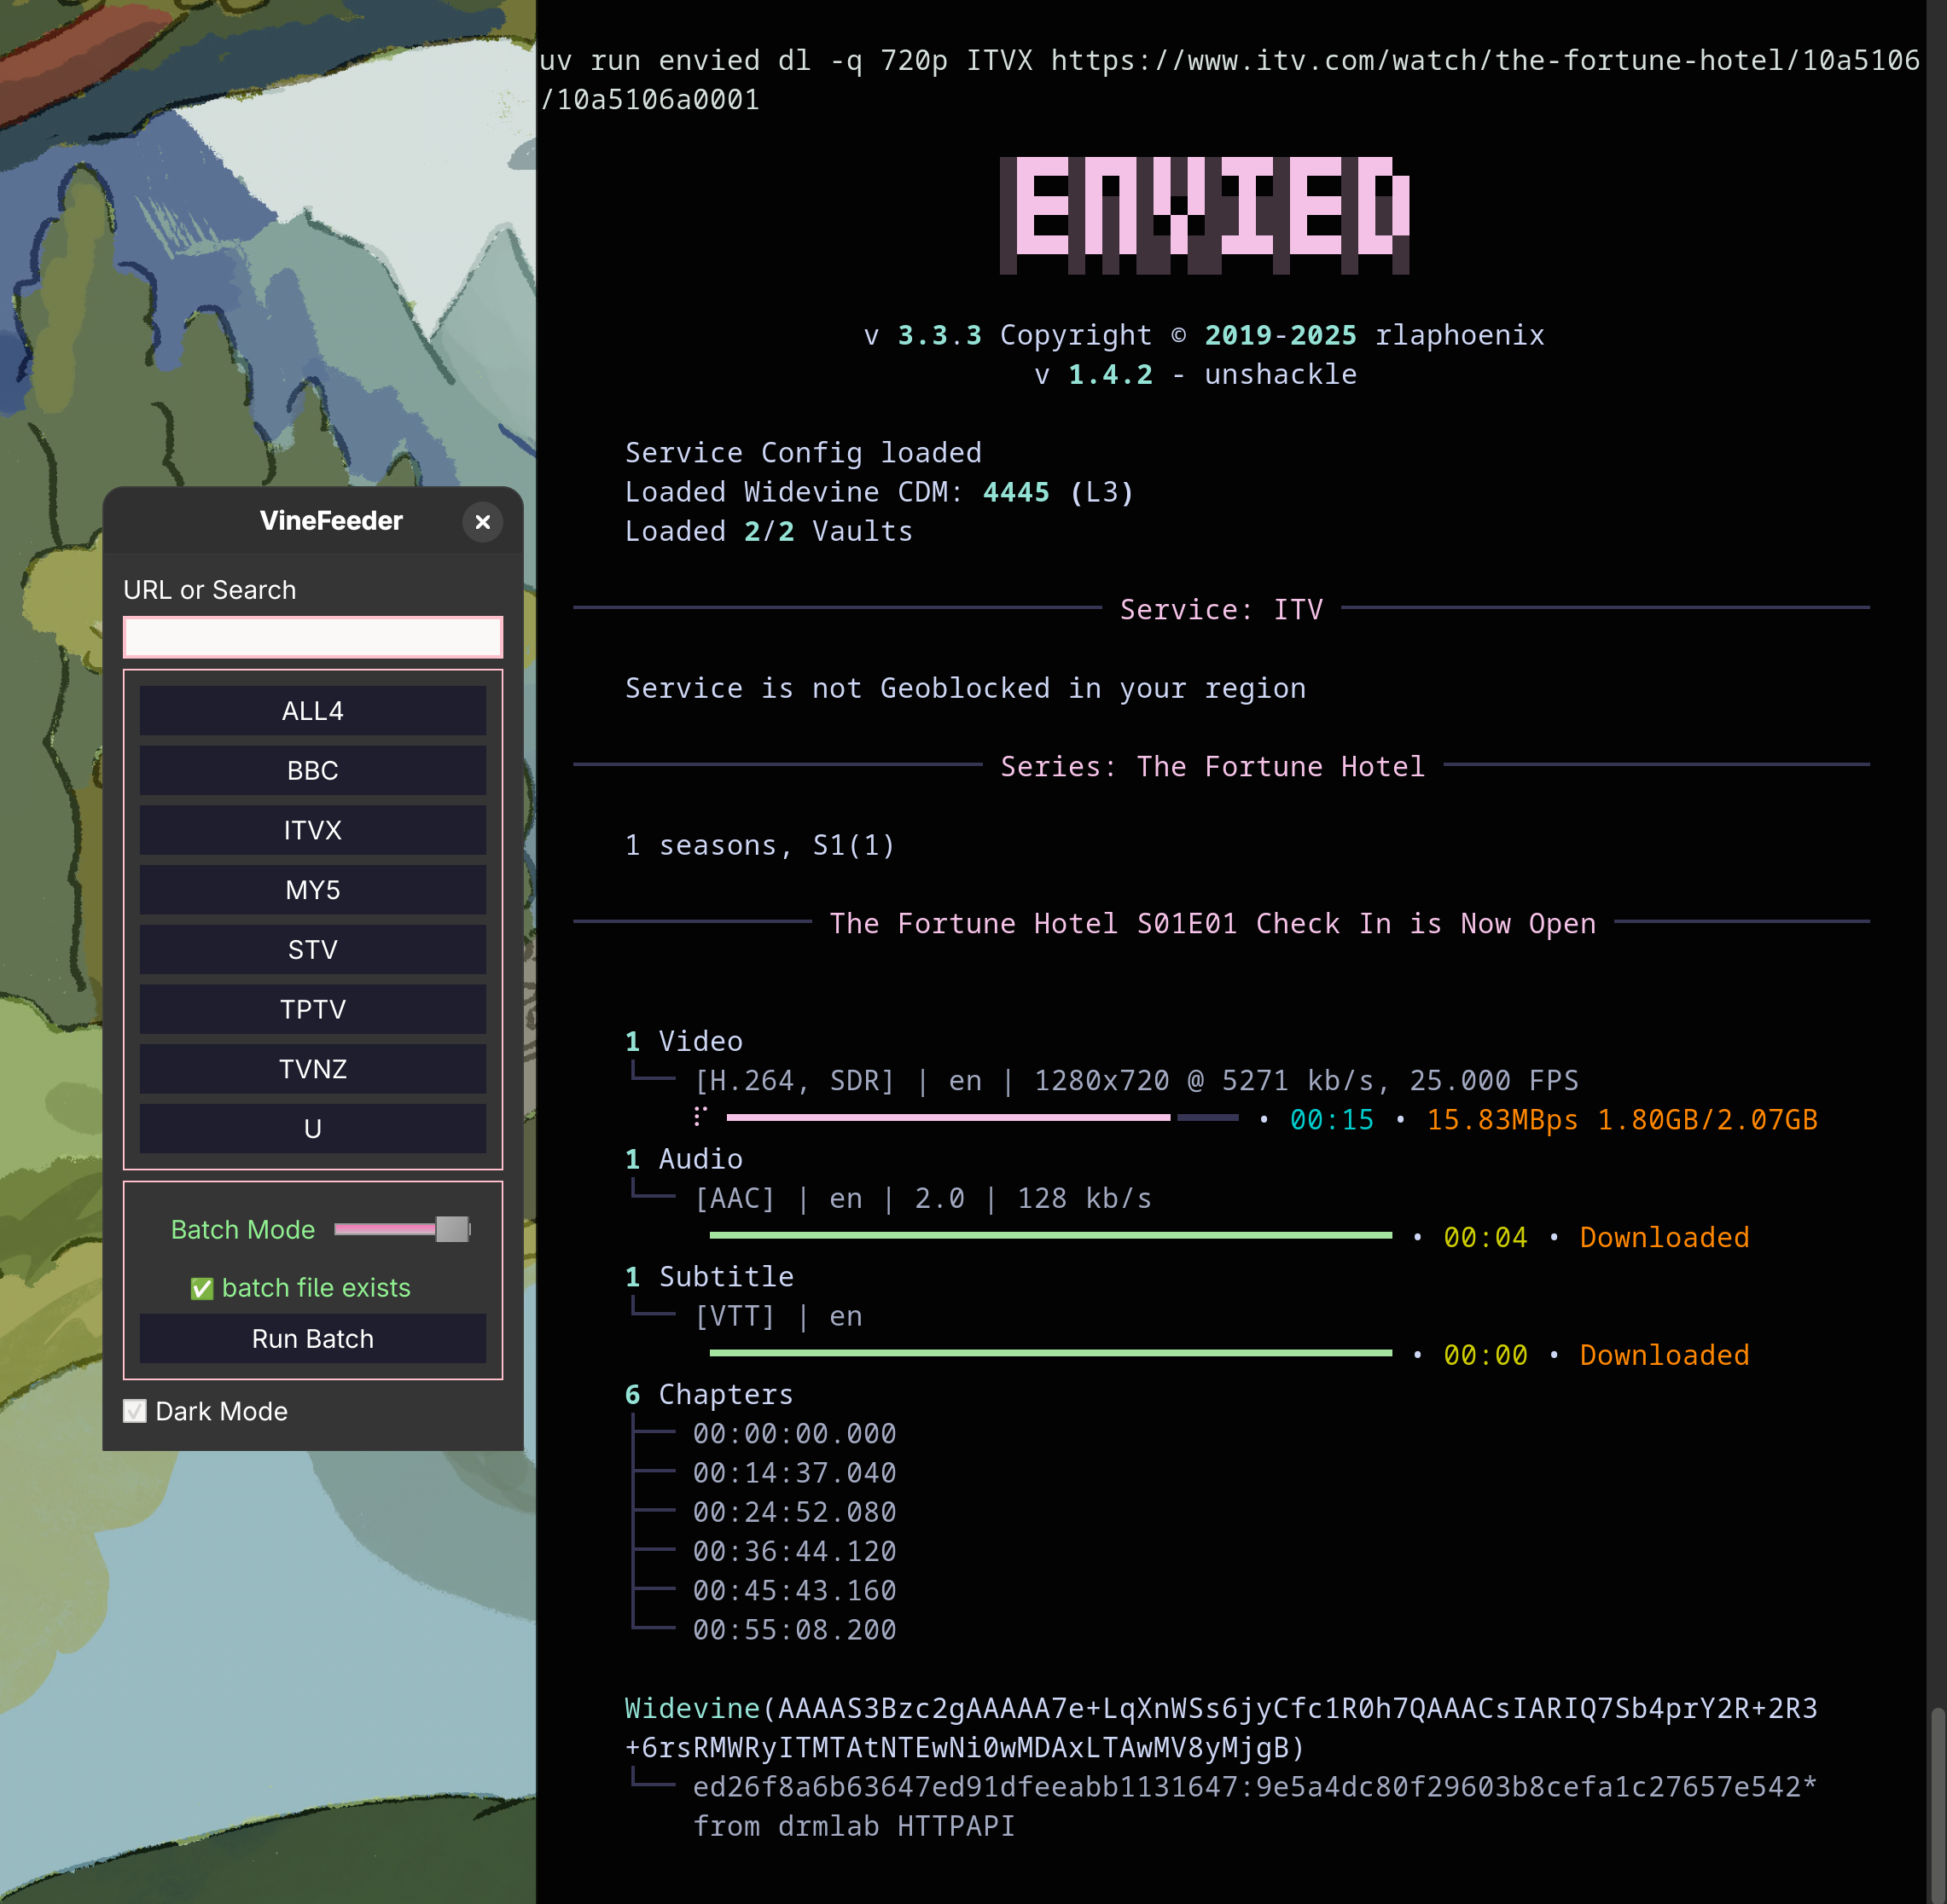 VineFeeder
URL or Search
ALL4
BBC
ITVX
MY5
STV
TPTV
TVNZ
U
Batch Mode
✅ batch file exists
Run Batch
Dark Mode
uv run envied dl -q 720p ITVX https://www.itv.com/watch/the-fortune-hotel/10a5106
/10a5106a0001
ENVIED
v 3.3.3 Copyright © 2019-2025 rlaphoenix
v 1.4.2 - unshackle
Service Config loaded
Loaded Widevine CDM: 4445 (L3)
Loaded 2/2 Vaults
Service: ITV
Service is not Geoblocked in your region
Series: The Fortune Hotel
1 seasons, S1(1)
The Fortune Hotel S01E01 Check In is Now Open
1 Video
[H.264, SDR] | en | 1280x720 @ 5271 kb/s, 25.000 FPS
• 00:15 • 15.83MBps 1.80GB/2.07GB
1 Audio
[AAC] | en | 2.0 | 128 kb/s
• 00:04 • Downloaded
1 Subtitle
[VTT] | en
• 00:00 • Downloaded
6 Chapters
00:00:00.000
00:14:37.040
00:24:52.080
00:36:44.120
00:45:43.160
00:55:08.200
Widevine(AAAAS3Bzc2gAAAAA7e+LqXnWSs6jyCfc1R0h7QAAACsIARIQ7Sb4prY2R+2R3
+6rsRMWRyITMTAtNTEwNi0wMDAxLTAwMV8yMjgB)
ed26f8a6b63647ed91dfeeabb1131647:9e5a4dc80f29603b8cefa1c27657e542*
from drmlab HTTPAPI